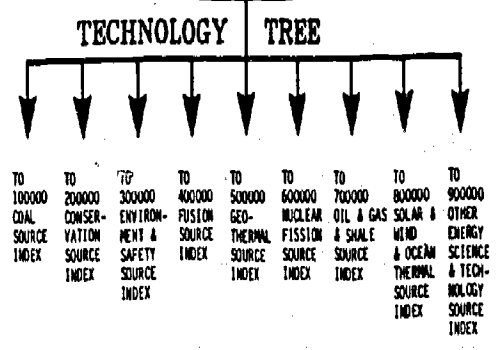 TECHNOLOGY TREE
TO
100000
COAL
SOURCE
INDEX
TO
200000
CONSER-
VATION
SOURCE
INDEX
TO
300000
ENVIRON-
MENT &
SAFETY
SOURCE
INDEX
TO
400000
FUSION
SOURCE
INDEX
TO
500000
GEO-
THERMAL
SOURCE
INDEX
TO
600000
NUCLEAR
FISSION
SOURCE
INDEX
TO
700000
OIL & GAS
& SHALE
SOURCE
INDEX
TO
800000
SOLAR &
WIND
& OCEAN
THERMAL
SOURCE
INDEX
TO
900000
OTHER
ENERGY
SCIENCE
& TECH-
NOLOGY
SOURCE
INDEX